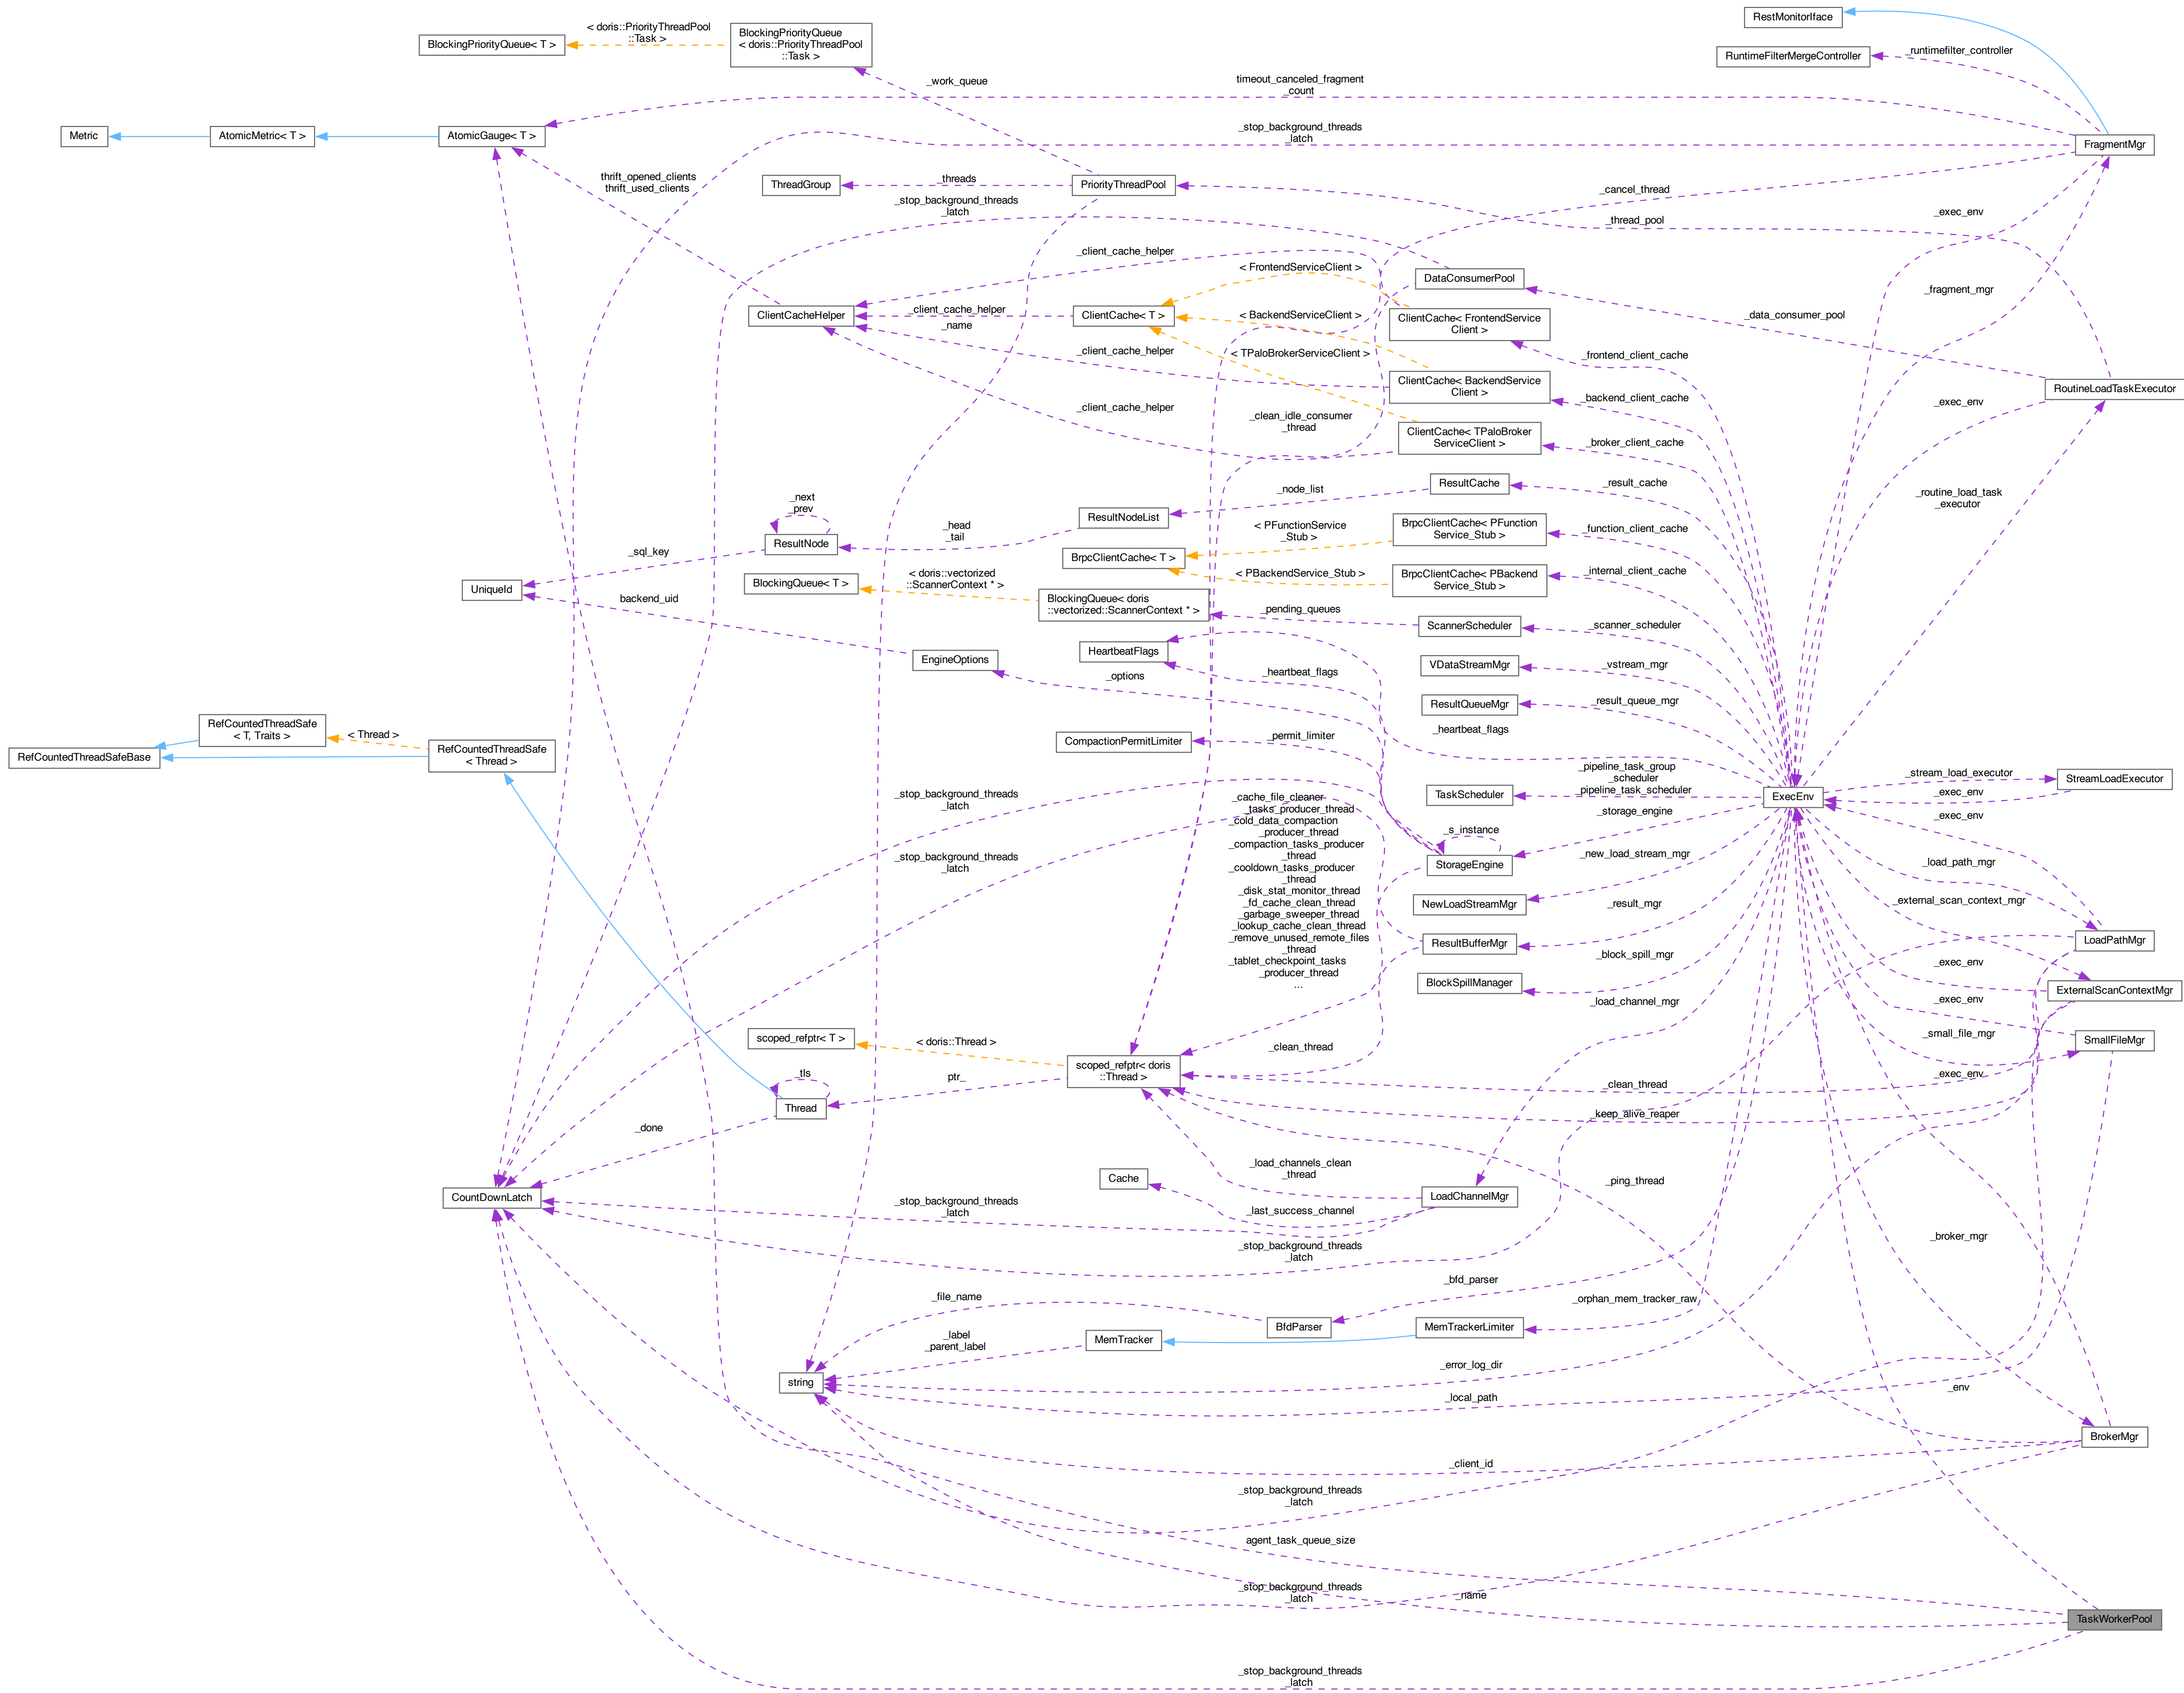 RestMonitorIface
< doris::PriorityThreadPool
::Task >
BlockingPriorityQueue< T >
BlockingPriorityQueue
< doris::PriorityThreadPool
::Task >
_runtimefilter_controller
RuntimeFilterMergeController
_work_queue
timeout_canceled_fragment
_count
Metric
AtomicMetric< T >
AtomicGauge< T >
_stop_background_threads
_latch
FragmentMgr
thrift_opened_clients
thrift_used_clients
ThreadGroup
_threads
PriorityThreadPool
_cancel_thread
_stop_background_threads
_latch
_thread_pool
_exec_env
_client_cache_helper
< FrontendServiceClient >
DataConsumerPool
_fragment_mgr
ClientCacheHelper
_client_cache_helper
_name
ClientCache< T >
< BackendServiceClient >
ClientCache< FrontendService
Client >
_data_consumer_pool
_client_cache_helper
< TPaloBrokerServiceClient >
ClientCache< BackendService
Client >
_frontend_client_cache
_backend_client_cache
RoutineLoadTaskExecutor
_exec_env
_client_cache_helper
_clean_idle_consumer
_thread
ClientCache< TPaloBroker
ServiceClient >
_broker_client_cache
_next
_prev
_node_list
ResultCache
_result_cache
_routine_load_task
_executor
_sql_key
ResultNode
_head
_tail
ResultNodeList
< PFunctionService
_Stub >
BrpcClientCache< PFunction
Service_Stub >
_function_client_cache
BrpcClientCache< T >
< PBackendService_Stub >
BrpcClientCache< PBackend
Service_Stub >
_internal_client_cache
UniqueId
backend_uid
BlockingQueue< T >
< doris::vectorized
::ScannerContext * >
BlockingQueue< doris
::vectorized::ScannerContext * >
_pending_queues
ScannerScheduler
_scanner_scheduler
EngineOptions
HeartbeatFlags
_options
_heartbeat_flags
VDataStreamMgr
_vstream_mgr
ResultQueueMgr
_result_queue_mgr
RefCountedThreadSafeBase
RefCountedThreadSafe
< T, Traits >
< Thread >
RefCountedThreadSafe
< Thread >
CompactionPermitLimiter
_permit_limiter
_heartbeat_flags
_pipeline_task_group
_scheduler
_pipeline_task_scheduler
TaskScheduler
ExecEnv
_stream_load_executor
_exec_env
StreamLoadExecutor
_stop_background_threads
_latch
_cache_file_cleaner
_tasks_producer_thread
_cold_data_compaction
_producer_thread
_compaction_tasks_producer
_thread
_cooldown_tasks_producer
_thread
_disk_stat_monitor_thread
_fd_cache_clean_thread
_garbage_sweeper_thread
_lookup_cache_clean_thread
_remove_unused_remote_files
_thread
_tablet_checkpoint_tasks
_producer_thread
...
_s_instance
StorageEngine
_storage_engine
_exec_env
_stop_background_threads
_latch
_new_load_stream_mgr
_load_path_mgr
NewLoadStreamMgr
_external_scan_context_mgr
ResultBufferMgr
_result_mgr
LoadPathMgr
BlockSpillManager
_block_spill_mgr
_exec_env
ExternalScanContextMgr
_load_channel_mgr
_exec_env
_small_file_mgr
SmallFileMgr
scoped_refptr< T >
< doris::Thread >
scoped_refptr< doris
::Thread >
_clean_thread
_tls
ptr_
Thread
_clean_thread
_exec_env
_done
_keep_alive_reaper
CountDownLatch
_stop_background_threads
_latch
Cache
_load_channels_clean
_thread
_last_success_channel
LoadChannelMgr
_ping_thread
_stop_background_threads
_latch
_broker_mgr
_bfd_parser
_file_name
BfdParser
_orphan_mem_tracker_raw
_label
_parent_label
MemTracker
MemTrackerLimiter
string
_error_log_dir
_local_path
_env
BrokerMgr
_client_id
_stop_background_threads
_latch
agent_task_queue_size
_stop_background_threads
_latch
_name
TaskWorkerPool
_stop_background_threads
_latch